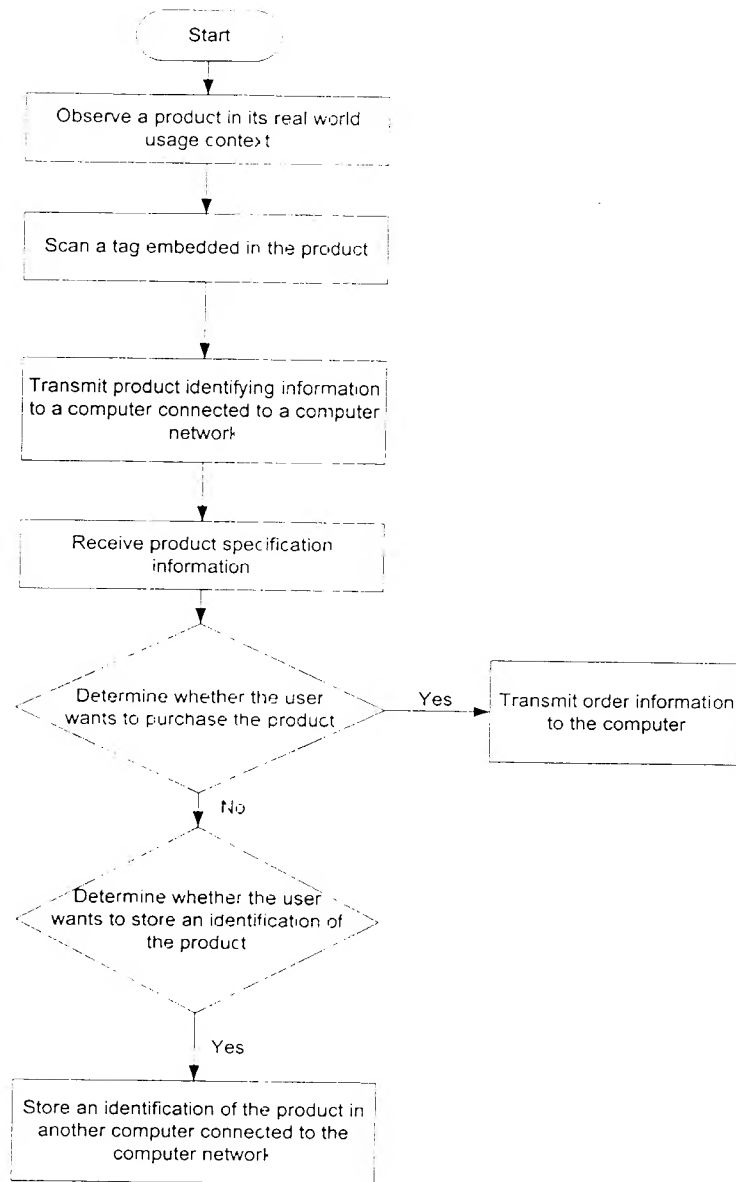 Start
Observe a product in its real world
usage context
Scan a tag embedded in the product
Transmit product identifying information
to a computer connected to a computer
network
Receive product specification
information
Determine whether the user
wants to purchase the product
Yes
Transmit order information
to the computer
No
Determine whether the user
wants to store an identification of
the product
Yes
Store an identification of the product in
another computer connected to the
computer network